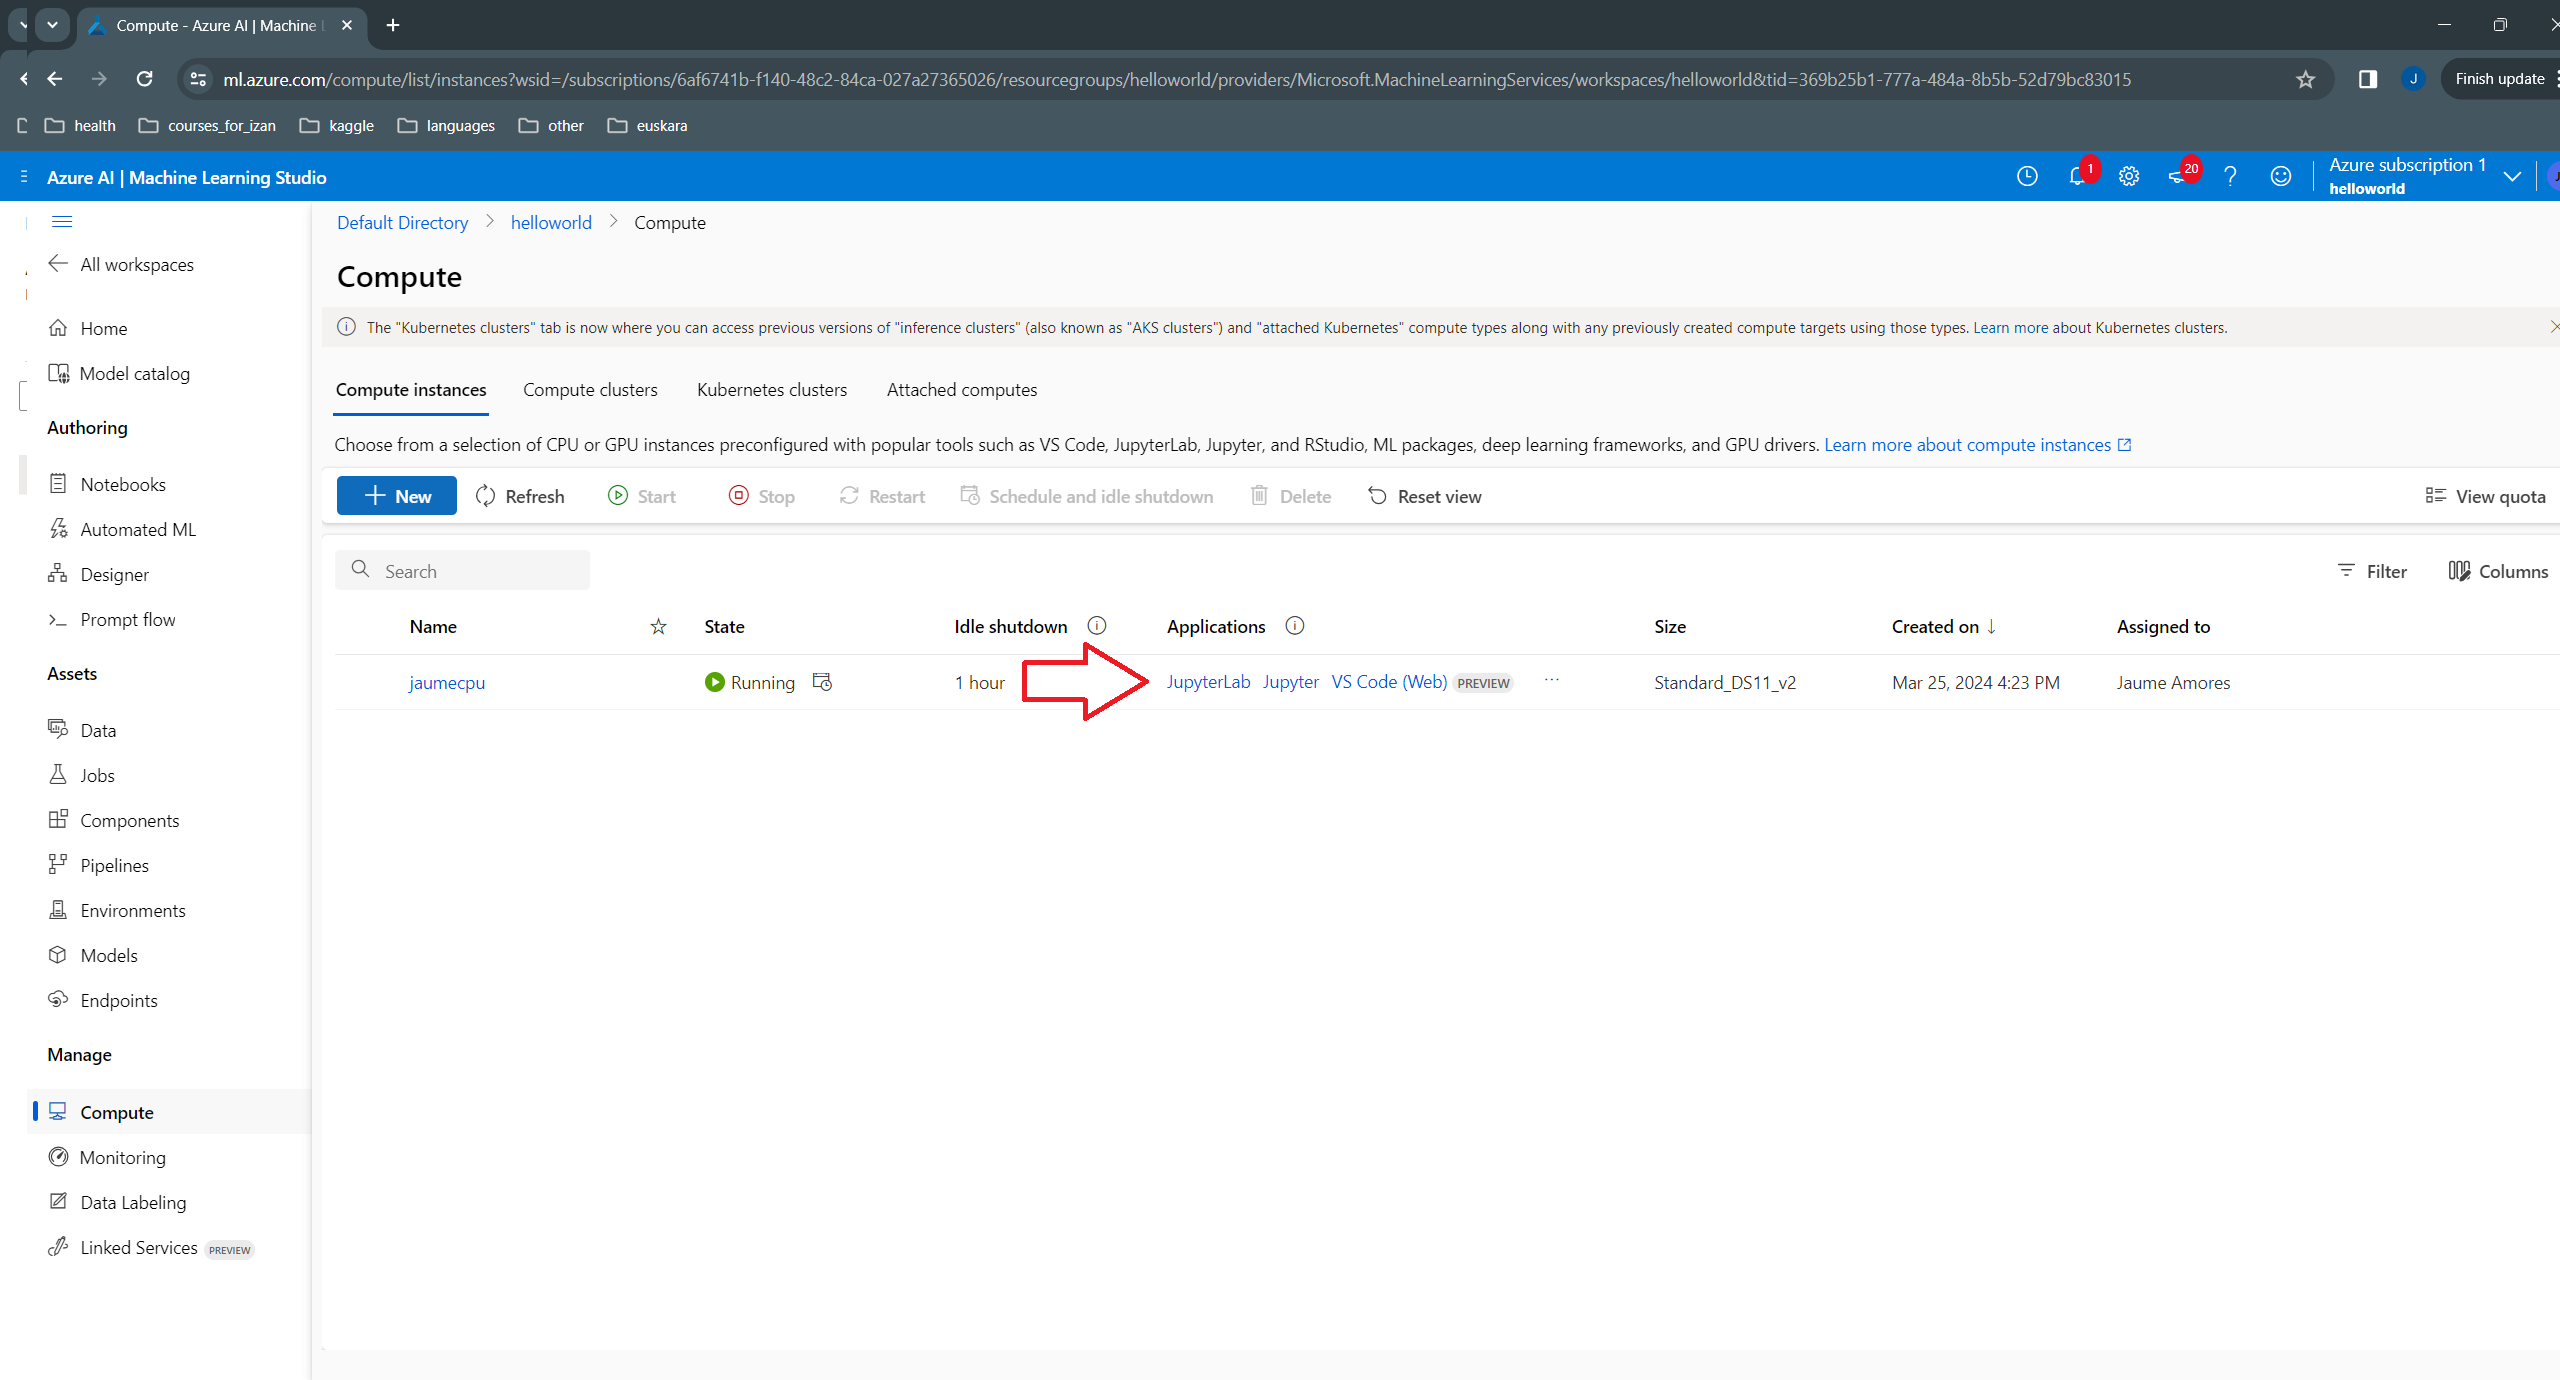 Compute - Azure AI | Machine L
ml.azure.com/compute/list/instances?wsid=/subscriptions/6af6741b-f140-48c2-84ca-027a27365026/resourcegroups/helloworld/providers/Microsoft.MachineLearningServices/workspaces/helloworld&tid=369b25b1-777a-484a-8b5b-52d79bc83015
J
Finish update
health
courses_for_izan
kaggle
languages
other
euskara
Azure AI | Machine Learning Studio
1
20
Azure subscription 1
helloworld
Default Directory
helloworld
Compute
All workspaces
Home
Model catalog
Authoring
Notebooks
Automated ML
Designer
Prompt flow
Assets
Data
Jobs
Components
Pipelines
Environments
Models
Endpoints
Manage
Compute
Monitoring
Data Labeling
Linked Services PREVIEW
Compute
The "Kubernetes clusters" tab is now where you can access previous versions of "inference clusters" (also known as "AKS clusters") and "attached Kubernetes" compute types along with any previously created compute targets using those types. Learn more about Kubernetes clusters.
Compute instances
Compute clusters
Kubernetes clusters
Attached computes
Choose from a selection of CPU or GPU instances preconfigured with popular tools such as VS Code, JupyterLab, Jupyter, and RStudio, ML packages, deep learning frameworks, and GPU drivers. Learn more about compute instances
New
Refresh
Start
Stop
Restart
Schedule and idle shutdown
Delete
Reset view
View quota
Search
Filter
Columns
Name
State
Idle shutdown
Applications
Size
Created on
Assigned to
jaumecpu
Running
1 hour
JupyterLab
Jupyter
VS Code (Web) PREVIEW
...
Standard_DS11_v2
Mar 25, 2024 4:23 PM
Jaume Amores